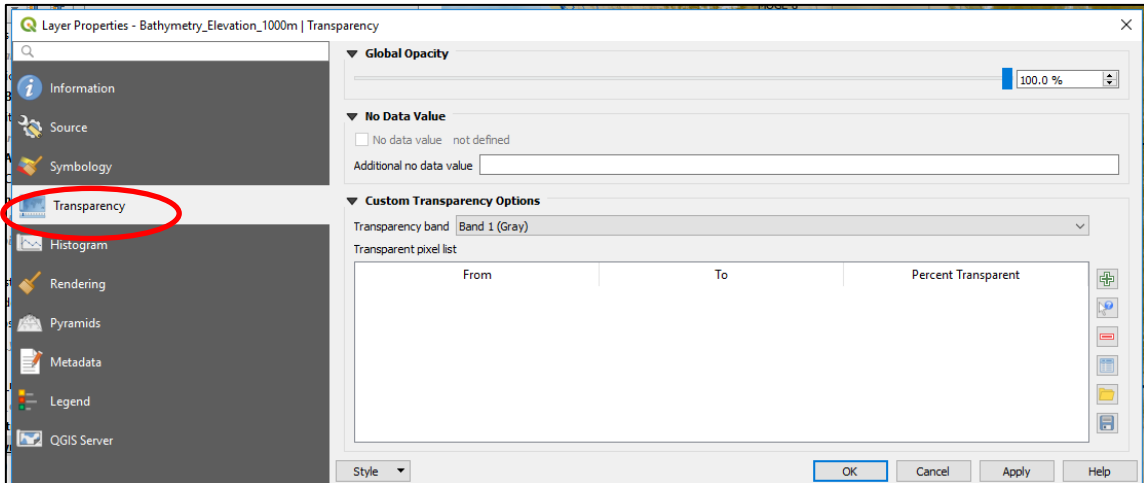 Layer Properties - Bathymetry_Elevation_1000m | Transparency
Information
Source
Symbology
Transparency
Histogram
Rendering
Pyramids
Metadata
Legend
QGIS Server
Global Opacity
100.0 %
No Data Value
No data value not defined
Additional no data value
Custom Transparency Options
Transparency band Band 1 (Gray)
Transparent pixel list
From To Percent Transparent
Style OK Cancel Apply Help